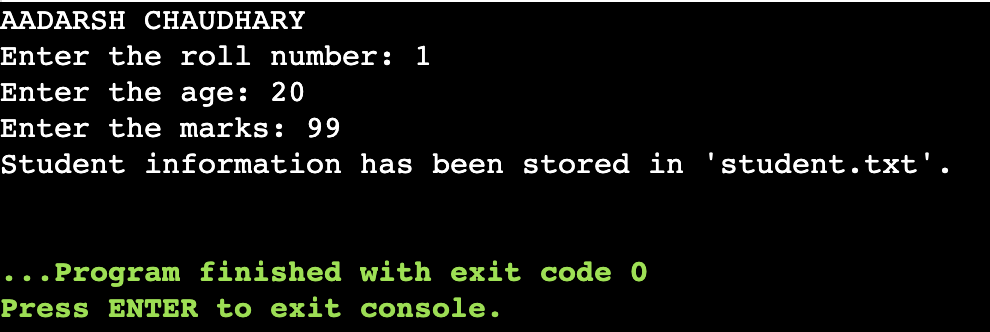 AADARSH CHAUDHARY
Enter the roll number: 1
Enter the age: 20
Enter the marks: 99
Student information has been stored in 'student.txt'.
...Program finished with exit code 0
Press ENTER to exit console.